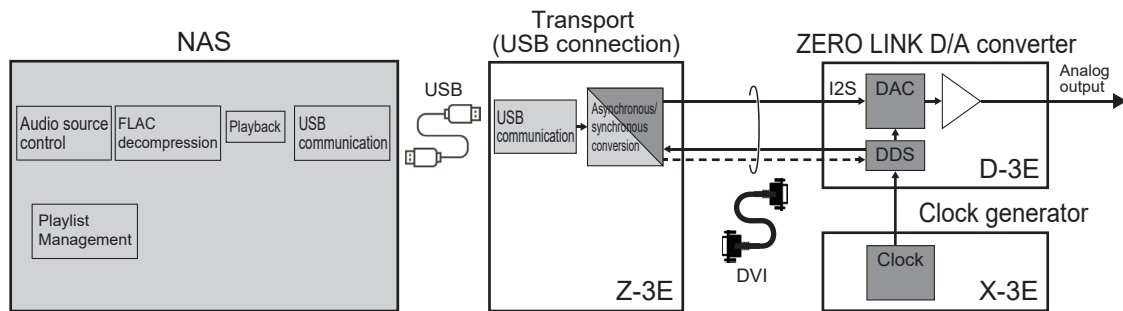 NAS
Audio source
control
FLAC
decompression
Playback
USB
communication
Playlist
Management
USB
Transport
(USB connection)
USB
communication
Asynchronous/
synchronous
conversion
Z-3E
DVI
ZERO LINK D/A converter
I2S
DAC
DDS
D-3E
Analog
output
Clock generator
Clock
X-3E